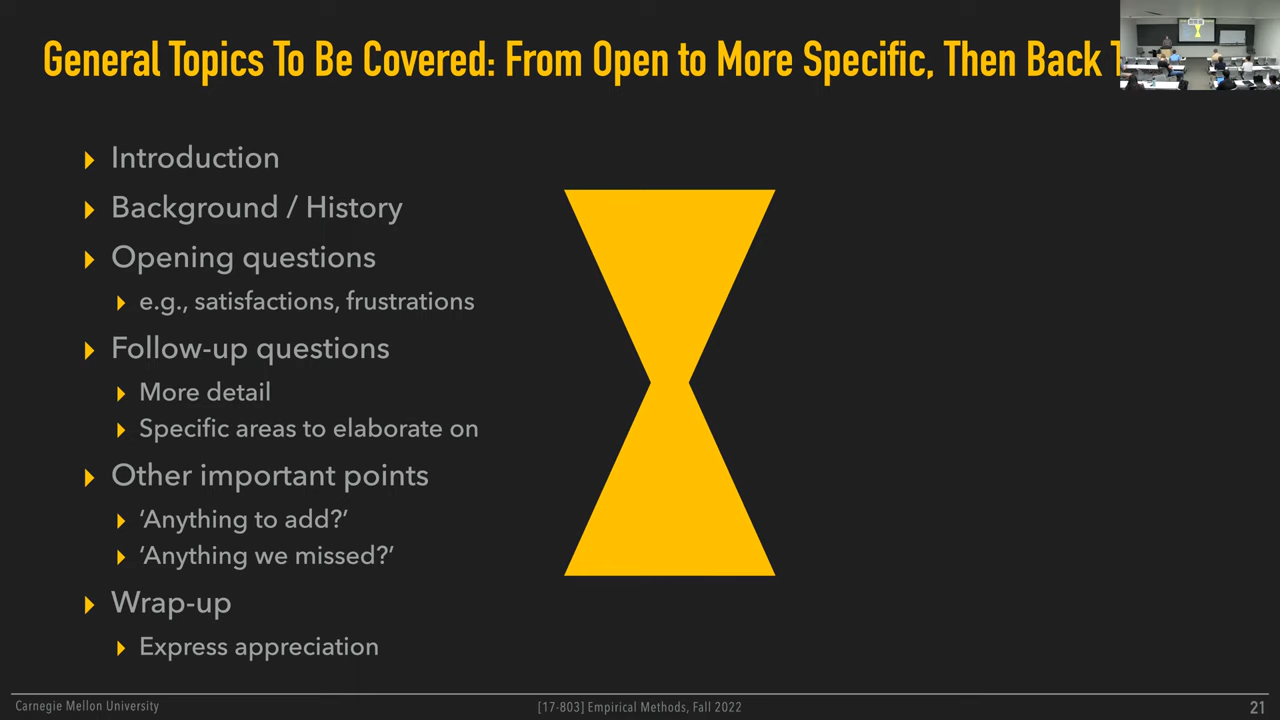 General Topics To Be Covered: From Open to More Specific, Then Back
Introduction
Background / History
Opening questions
e.g., satisfactions, frustrations
Follow-up questions
More detail
Specific areas to elaborate on
Other important points
‘Anything to add?’
‘Anything we missed?’
Wrap-up
Express appreciation
Carnegie Mellon University
[17-803] Empirical Methods, Fall 2022
21